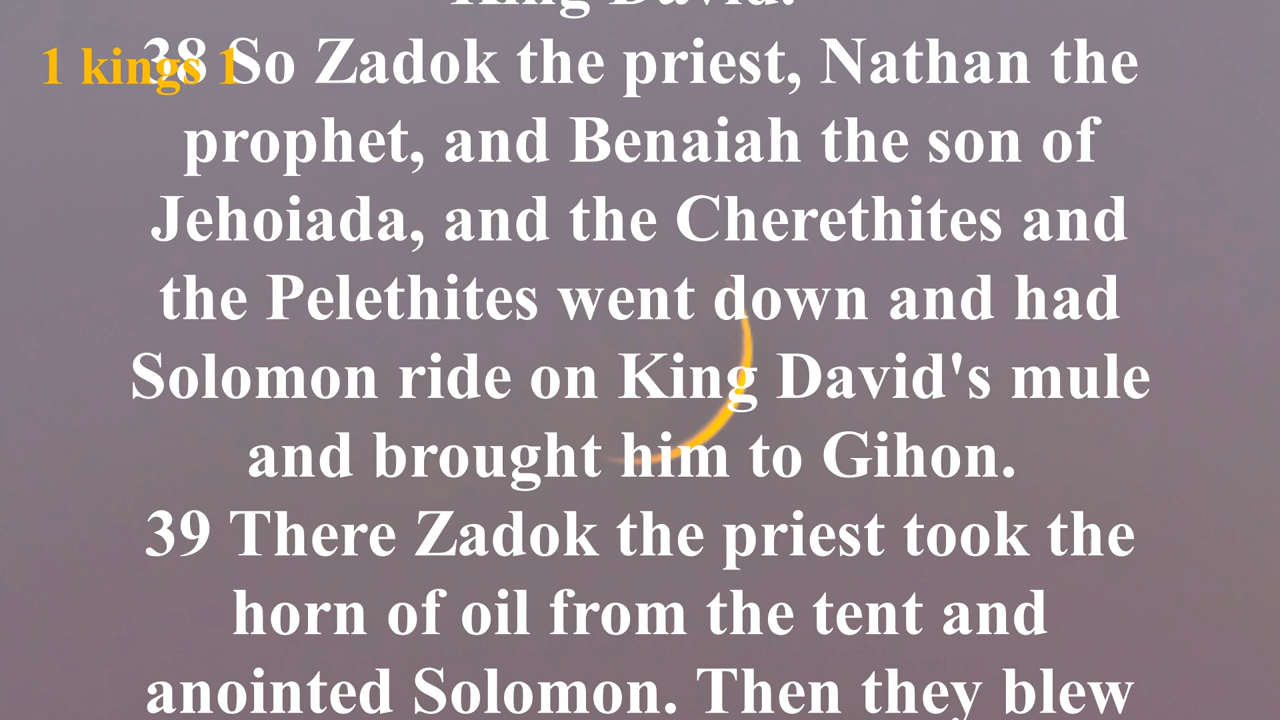 King David.
1 kings 1
38 So Zadok the priest, Nathan the
prophet, and Benaiah the son of
Jehoiada, and the Cherethites and
the Pelethites went down and had
Solomon ride on King David's mule
and brought him to Gihon.
39 There Zadok the priest took the
horn of oil from the tent and
anointed Solomon. Then they blew